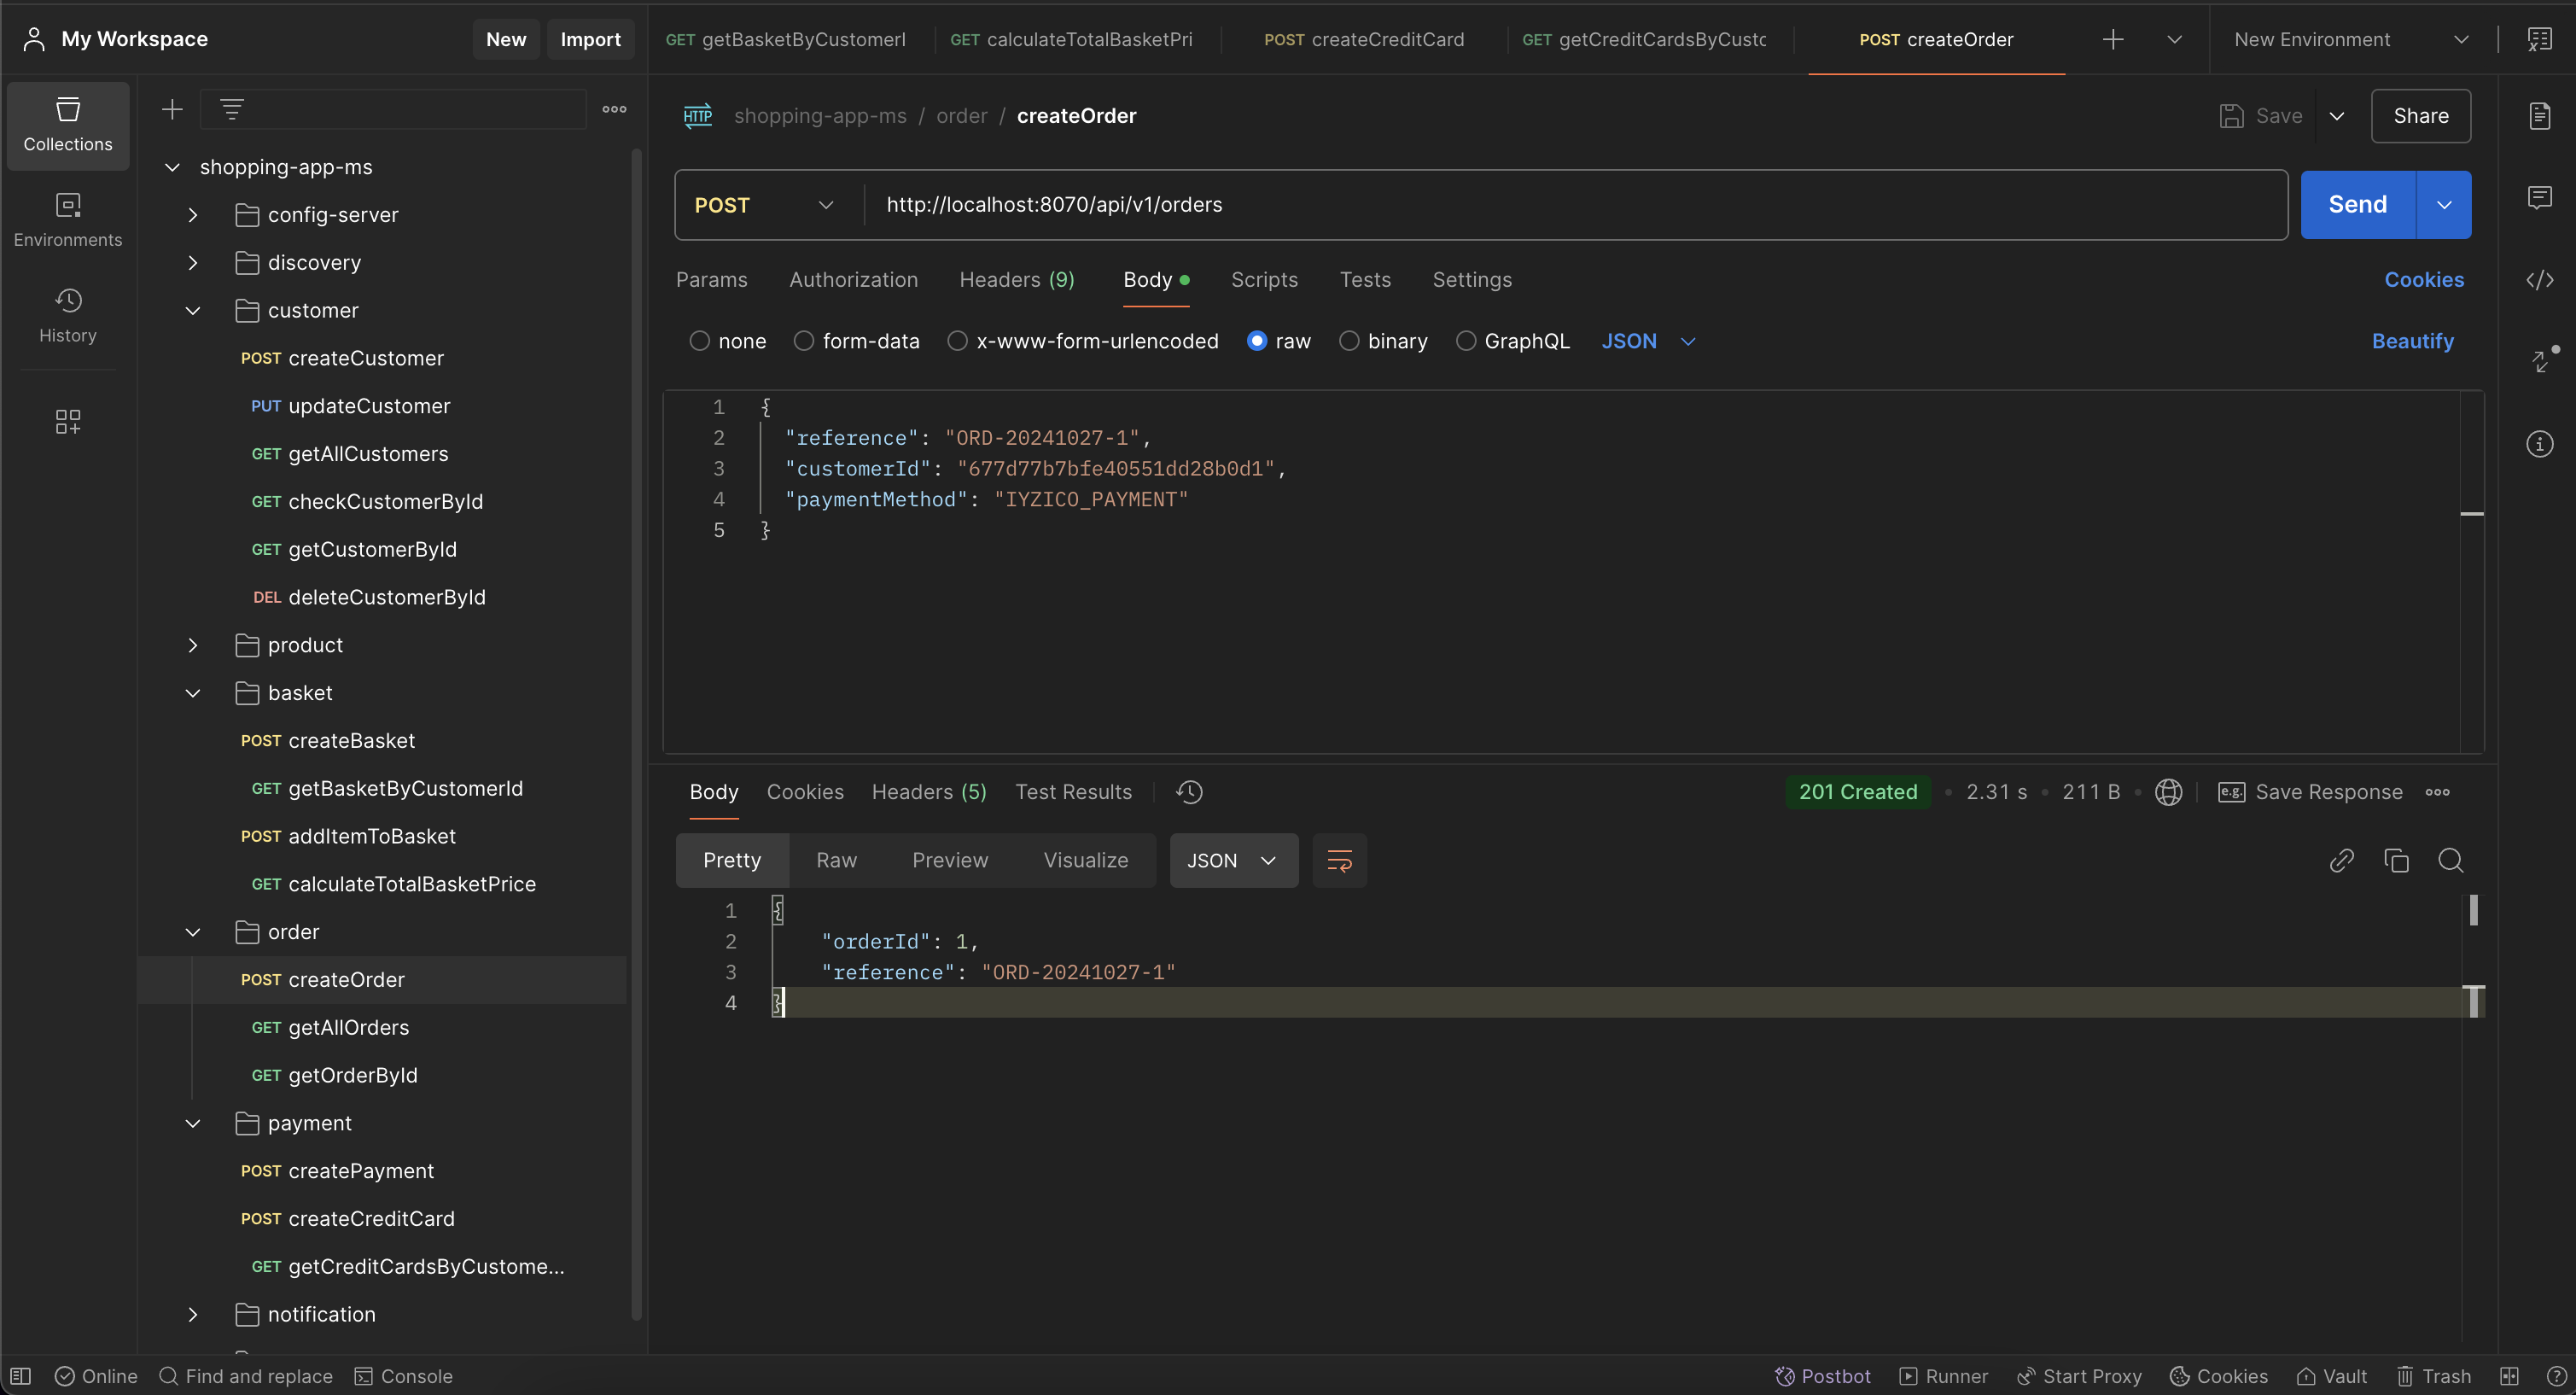 My Workspace
New
Import
GET getBasketByCustomerI
GET calculateTotalBasketPri
POST createCreditCard
GET getCreditCardsByCusto
POST createOrder
New Environment
Collections
Environments
History
shopping-app-ms
config-server
discovery
customer
POST createCustomer
PUT updateCustomer
GET getAllCustomers
GET checkCustomerById
GET getCustomerById
DEL deleteCustomerById
product
basket
POST createBasket
GET getBasketByCustomerId
POST addItemToBasket
GET calculateTotalBasketPrice
order
POST createOrder
GET getAllOrders
GET getOrderById
payment
POST createPayment
POST createCreditCard
GET getCreditCardsByCustome...
notification
HTTP shopping-app-ms / order / createOrder
Save
Share
POST http://localhost:8070/api/v1/orders
Send
Params Authorization Headers (9) Body Scripts Tests Settings
Cookies
none form-data x-www-form-urlencoded raw binary GraphQL JSON
Beautify
1 {
2 "reference": "ORD-20241027-1",
3 "customerId": "677d77b7bfe40551dd28b0d1",
4 "paymentMethod": "IYZICO_PAYMENT"
5 }
Body Cookies Headers (5) Test Results
201 Created • 2.31 s • 211 B •
e.g. Save Response
Pretty Raw Preview Visualize JSON
1 {
2 "orderId": 1,
3 "reference": "ORD-20241027-1"
4 }
Online Find and replace Console
Postbot Runner Start Proxy Cookies Vault Trash